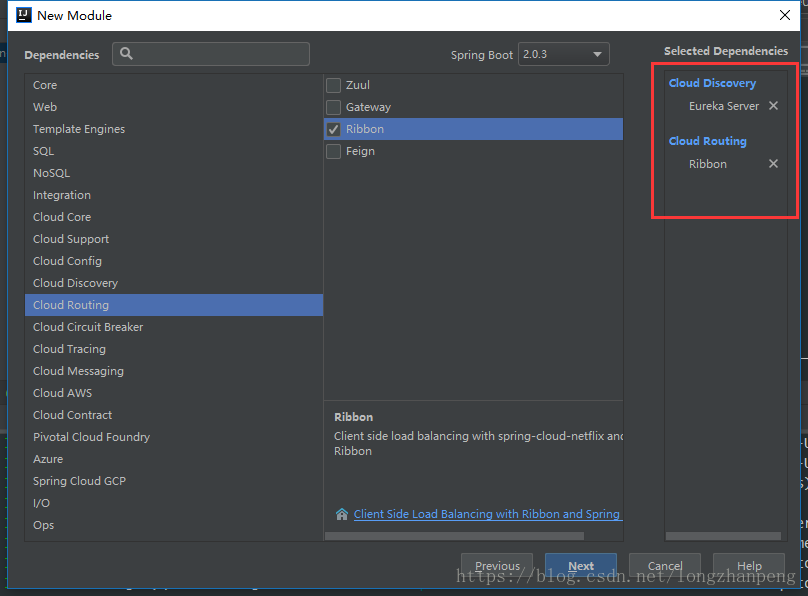 New Module
Dependencies
Spring Boot 2.0.3
Selected Dependencies
Core
Web
Template Engines
SQL
NoSQL
Integration
Cloud Core
Cloud Support
Cloud Config
Cloud Discovery
Cloud Routing
Cloud Circuit Breaker
Cloud Tracing
Cloud Messaging
Cloud AWS
Cloud Contract
Pivotal Cloud Foundry
Azure
Spring Cloud GCP
I/O
Ops
Zuul
Gateway
Ribbon
Feign
Ribbon
Client side load balancing with spring-cloud-netflix and
Ribbon
Client Side Load Balancing with Ribbon and Spring
Cloud Discovery
Eureka Server
Cloud Routing
Ribbon
Previous
Next
Cancel
Help
https://blog.csdn.net/longzhanpeng